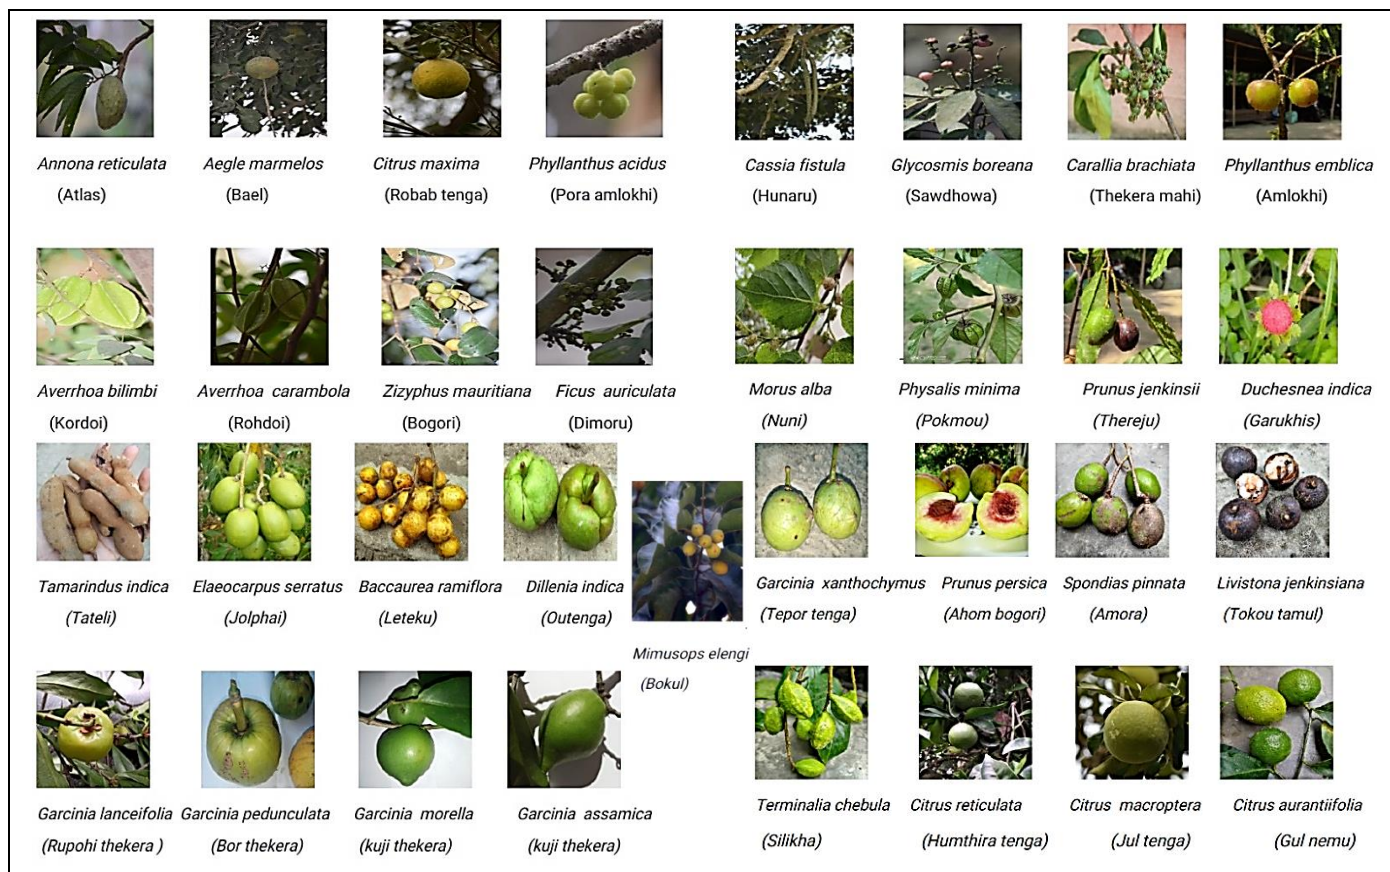 Annona reticulata Aegle marmelos Citrus maxima Phyllanthus acidus Cassia fistula Glycosmis boreana Carallia brachiata Phyllanthus emblica
(Atlas) (Bael) (Robab tenga) (Pora amlokhi) (Hunaru) (Sawdhowa) (Thekera mahi) (Amlokhi)
Averrhoa bilimbi Averrhoa carambola Zizyphus mauritiana Ficus auriculata Morus alba Physalis minima Prunus jenkinsii Duchesnea indica
(Kordoi) (Rohdoi) (Bogori) (Dimoru) (Nuni) (Pokmou) (Thereju) (Garukhis)
Tamarindus indica Elaeocarpus serratus Baccaurea ramiflora Dillenia indica Garcinia xanthochymus Prunus persica Spondias pinnata Livistona jenkinsiana
(Tateli) (Jolphai) (Leteku) (Outenga) (Tepor tenga) (Ahom bogori) (Amora) (Tokou tamul)
Mimusops elengi
(Bokul)
Garcinia lanceifolia Garcinia pedunculata Garcinia morella Garcinia assamica Terminalia chebula Citrus reticulata Citrus macroptera Citrus aurantiifolia
(Rupohi thekera ) (Bor thekera) (kuji thekera) (kuji thekera) (Silikha) (Humthira tenga) (Jul tenga) (Gul nemu)